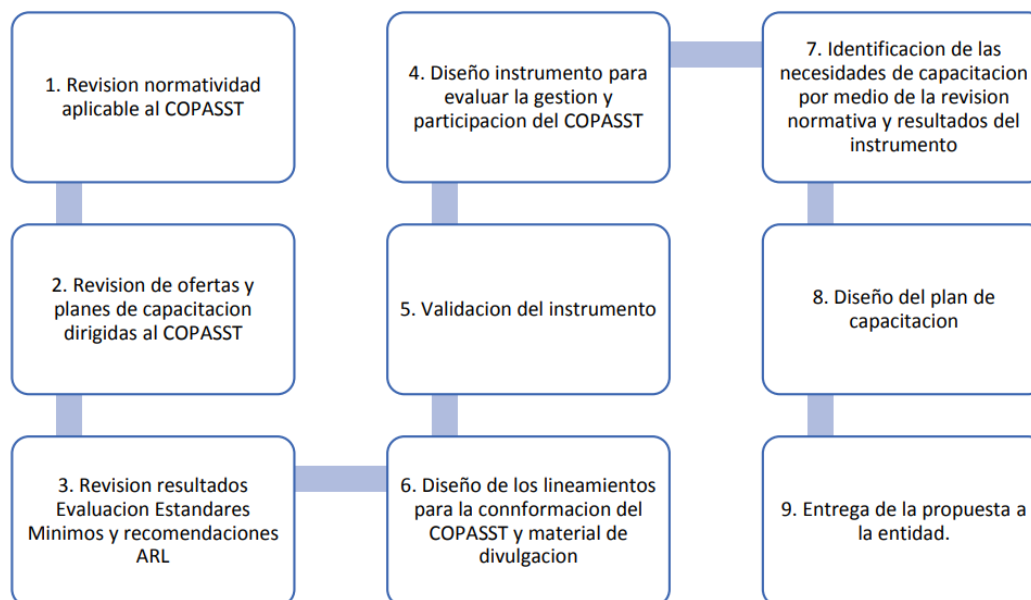 1. Revision normatividad
aplicable al COPASST
2. Revision de ofertas y
planes de capacitacion
dirigidas al COPASST
3. Revision resultados
Evaluacion Estandares
Minimos y recomendaciones
ARL
4. Diseño instrumento para
evaluar la gestion y
participacion del COPASST
5. Validacion del instrumento
6. Diseño de los lineamientos
para la connformacion del
COPASST y material de
divulgacion
7. Identificacion de las
necesidades de capacitacion
por medio de la revision
normativa y resultados del
instrumento
8. Diseño del plan de
capacitacion
9. Entrega de la propuesta a
la entidad.